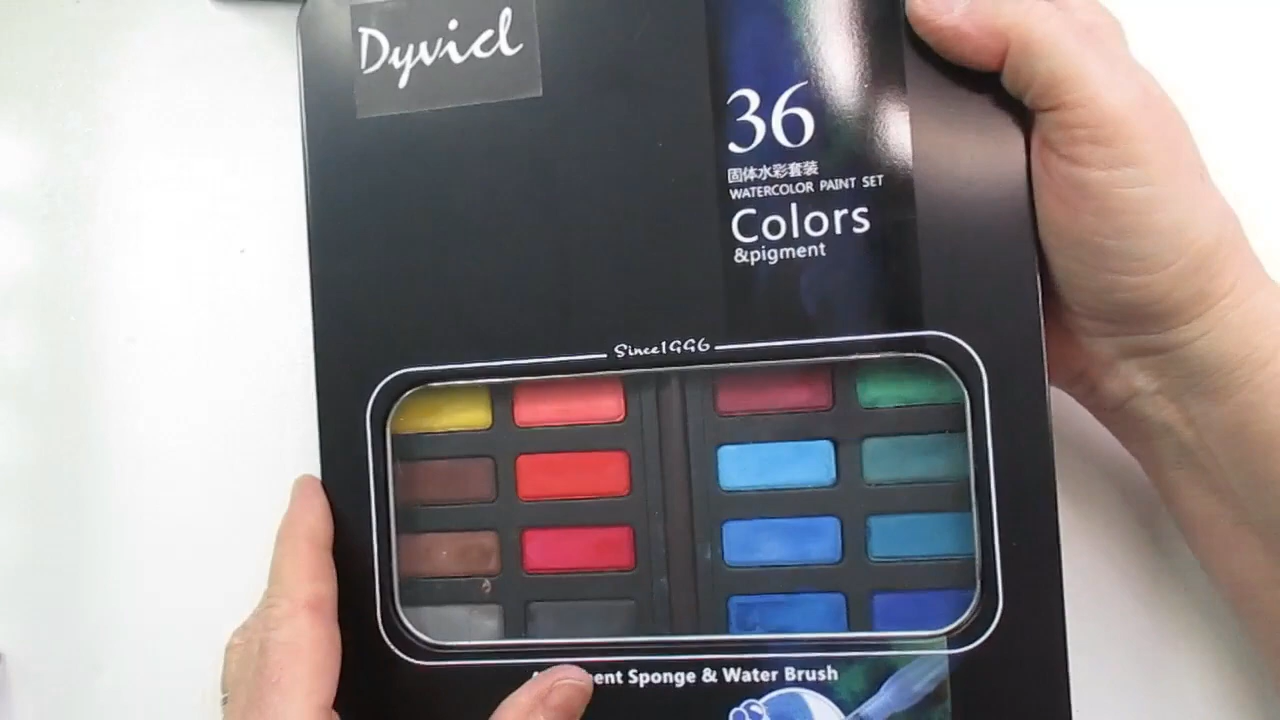 Dyvicl
36
固体水彩套装
WATERCOLOR PAINT SET
Colors
&pigment
Since1996
Sponge & Water Brush